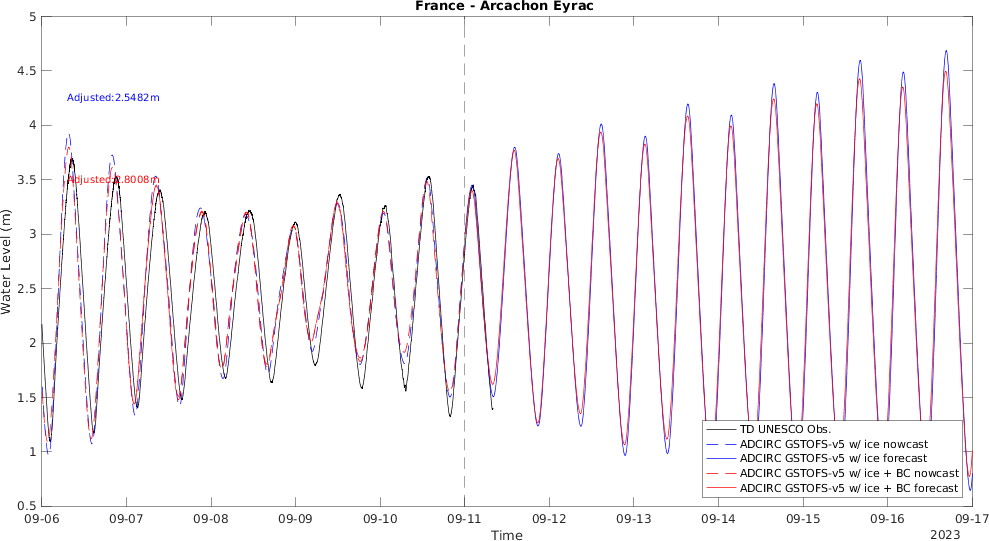 France - Arcachon Eyrac
Water Level (m)
5
4.5
4
3.5
3
2.5
2
1.5
1
0.5
Adjusted:2.5482m
Adjusted:2.8008m
TD UNESCO Obs.
ADCIRC GSTOFS-v5 w/ ice nowcast
ADCIRC GSTOFS-v5 w/ ice forecast
ADCIRC GSTOFS-v5 w/ ice + BC nowcast
ADCIRC GSTOFS-v5 w/ ice + BC forecast
09-06 09-07 09-08 09-09 09-10 09-11 09-12 09-13 09-14 09-15 09-16 09-17
Time
2023